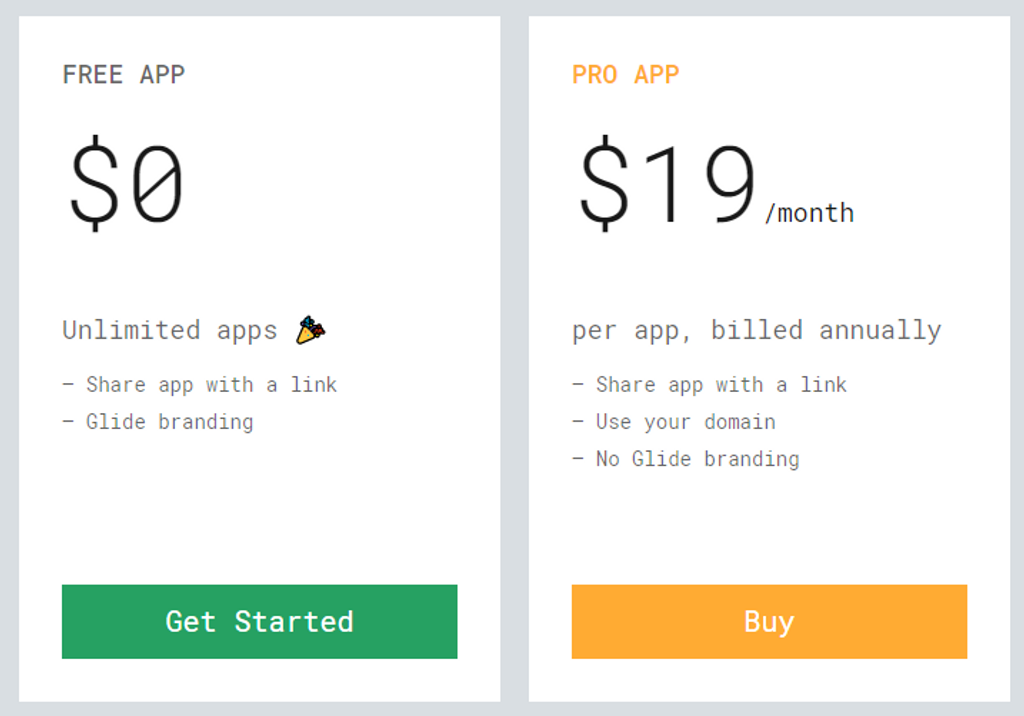 FREE APP
$0
Unlimited apps 🎉
– Share app with a link
– Glide branding
Get Started
PRO APP
$19 /month
per app, billed annually
– Share app with a link
– Use your domain
– No Glide branding
Buy